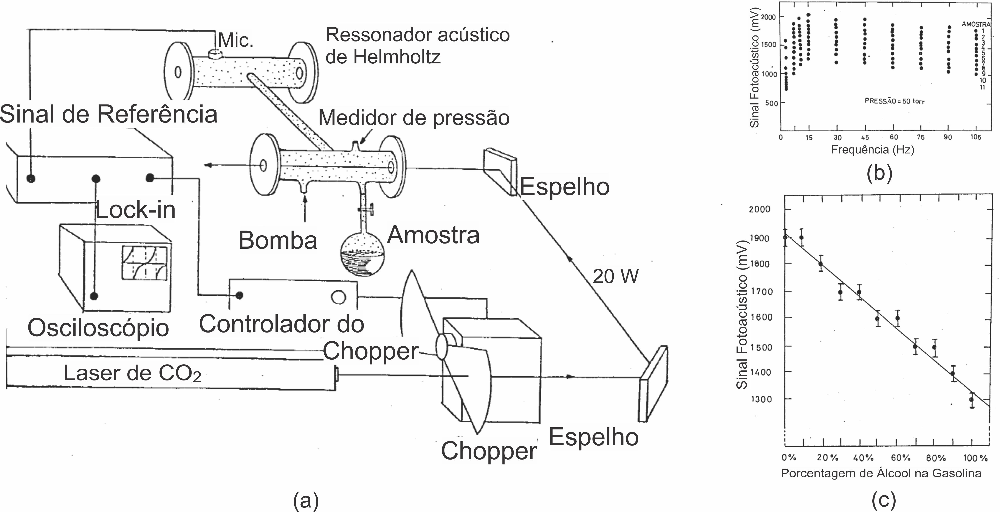 Mic.
Ressonador acústico
de Helmholtz
Sinal de Referência
Medidor de pressão
Espelho
Lock-in
Bomba
Amostra
20 W
Osciloscópio
Controlador do
Chopper
Laser de CO2
Chopper
Espelho
(a)
Sinal Fotoacústico (mV)
2000
1500
1000
500
AMOSTRA
1
2
3
4
5
6
7
8
9
10
11
PRESSÃO = 50 torr
0 15 30 45 60 75 90 105
Frequência (Hz)
(b)
Sinal Fotoacústico (mV)
2000
1900
1800
1700
1600
1500
1400
1300
0% 20% 40% 60% 80% 100%
Porcentagem de Álcool na Gasolina
(c)